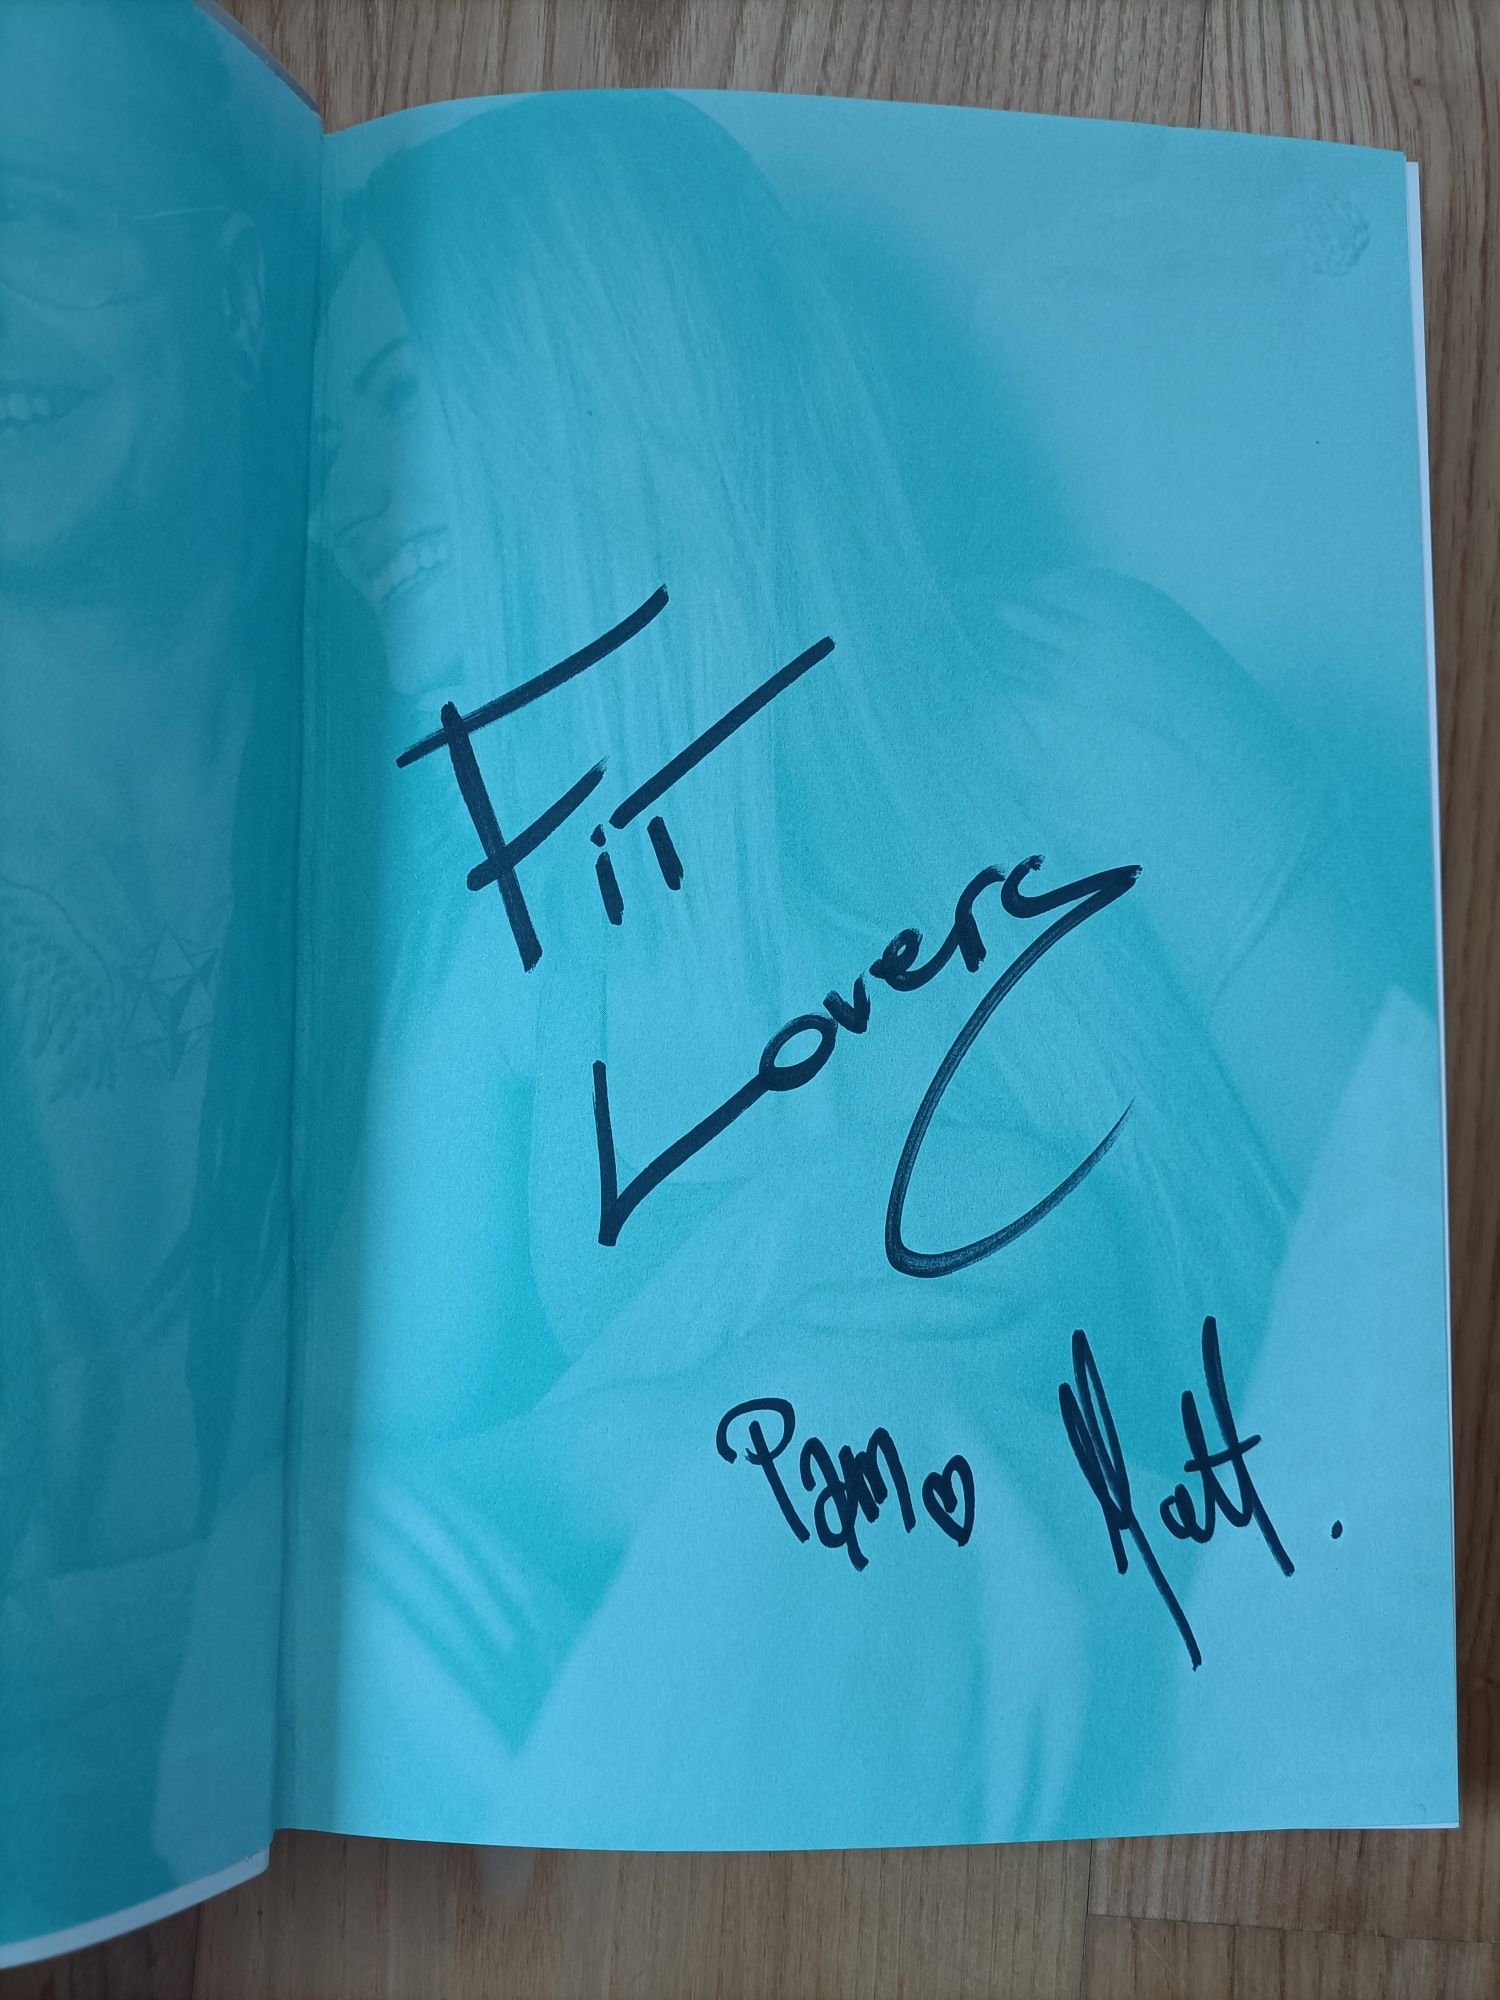 FiT
Lovers
Pam ♡ Matt.